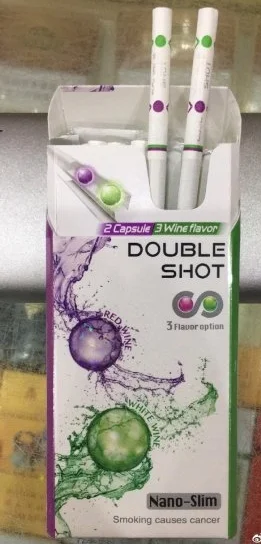 2 Capsule 3 Wine flavor
DOUBLE
SHOT
3 Flavor option
RED WINE
WHITE WINE
Nano-Slim
Smoking causes cancer